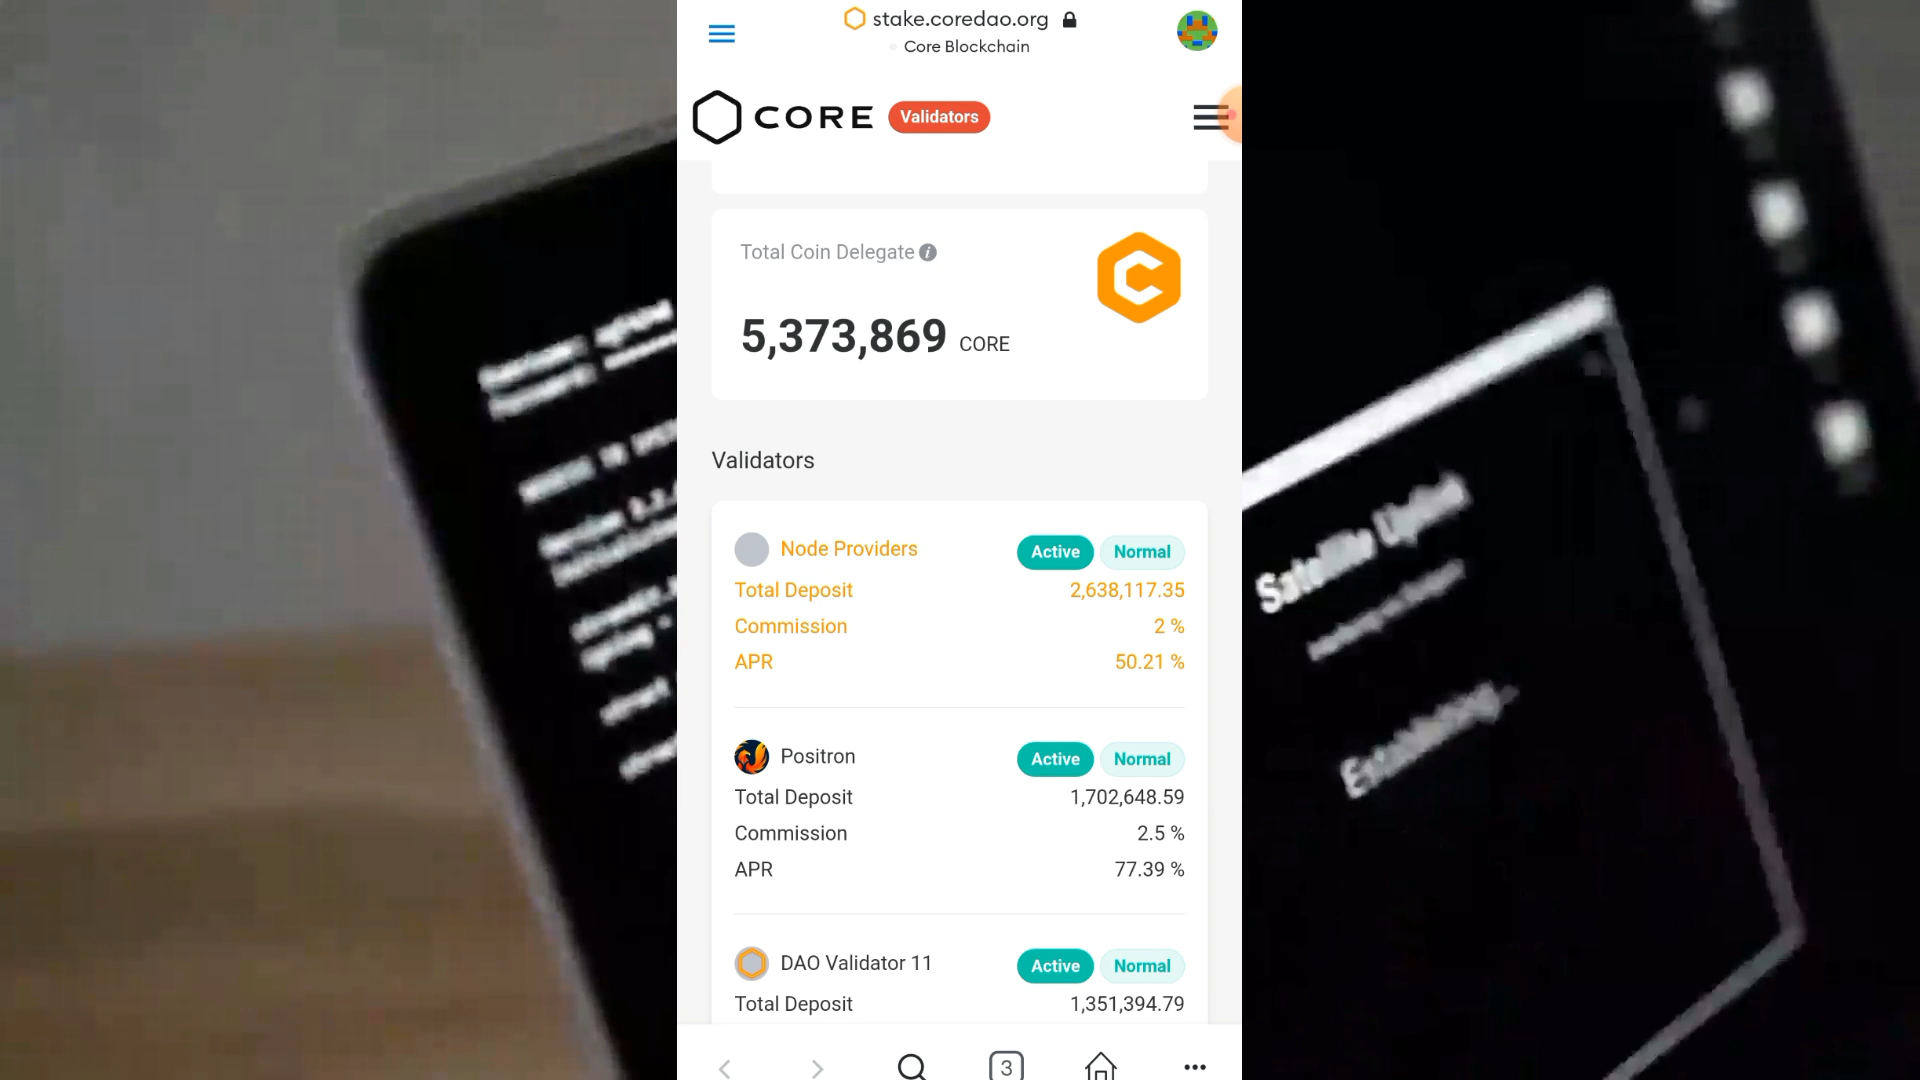 stake.coredao.org
Core Blockchain
CORE Validators
Total Coin Delegate
5,373,869 CORE
Validators
Node Providers Active Normal
Total Deposit 2,638,117.35
Commission 2 %
APR 50.21 %
Positron Active Normal
Total Deposit 1,702,648.59
Commission 2.5 %
APR 77.39 %
DAO Validator 11 Active Normal
Total Deposit 1,351,394.79
3
Satellite Uplink